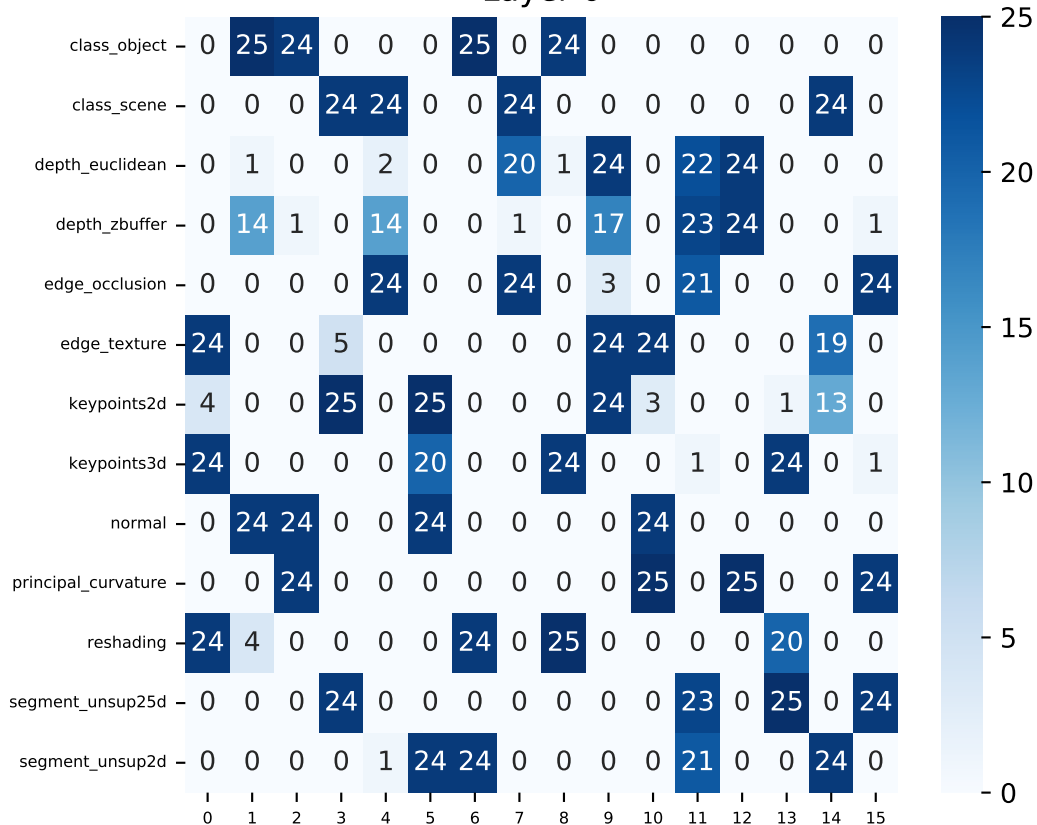 class_object 0 25 24 0 0 0 25 0 24 0 0 0 0 0 0 0
class_scene 0 0 0 24 24 0 0 24 0 0 0 0 0 0 24 0
depth_euclidean 0 1 0 0 2 0 0 20 1 24 0 22 24 0 0 0
depth_zbuffer 0 14 1 0 14 0 0 1 0 17 0 23 24 0 0 1
edge_occlusion 0 0 0 0 24 0 0 24 0 3 0 21 0 0 0 24
edge_texture 24 0 0 5 0 0 0 0 0 24 24 0 0 0 19 0
keypoints2d 4 0 0 25 0 25 0 0 0 24 3 0 0 1 13 0
keypoints3d 24 0 0 0 0 20 0 0 24 0 0 1 0 24 0 1
normal 0 24 24 0 0 24 0 0 0 0 24 0 0 0 0 0
principal_curvature 0 0 24 0 0 0 0 0 0 0 25 0 25 0 0 24
reshading 24 4 0 0 0 0 24 0 25 0 0 0 0 20 0 0
segment_unsup25d 0 0 0 24 0 0 0 0 0 0 0 23 0 25 0 24
segment_unsup2d 0 0 0 0 1 24 24 0 0 0 0 21 0 0 24 0
0 1 2 3 4 5 6 7 8 9 10 11 12 13 14 15
25
20
15
10
5
0